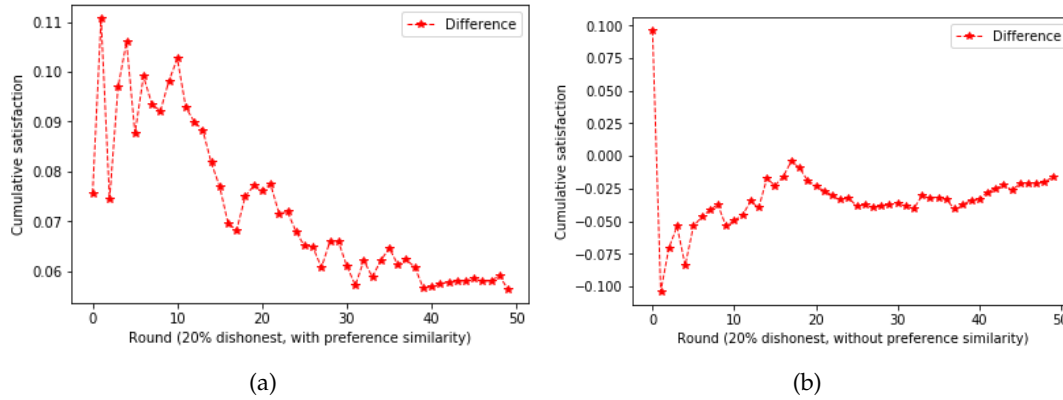 0.11
0.10
0.09
0.08
0.07
0.06
Cumulative satisfaction
Difference
0 10 20 30 40 50
Round (20% dishonest, with preference similarity)
(a)
0.100
0.075
0.050
0.025
0.000
−0.025
−0.050
−0.075
−0.100
Cumulative satisfaction
Difference
0 10 20 30 40 50
Round (20% dishonest, without preference similarity)
(b)